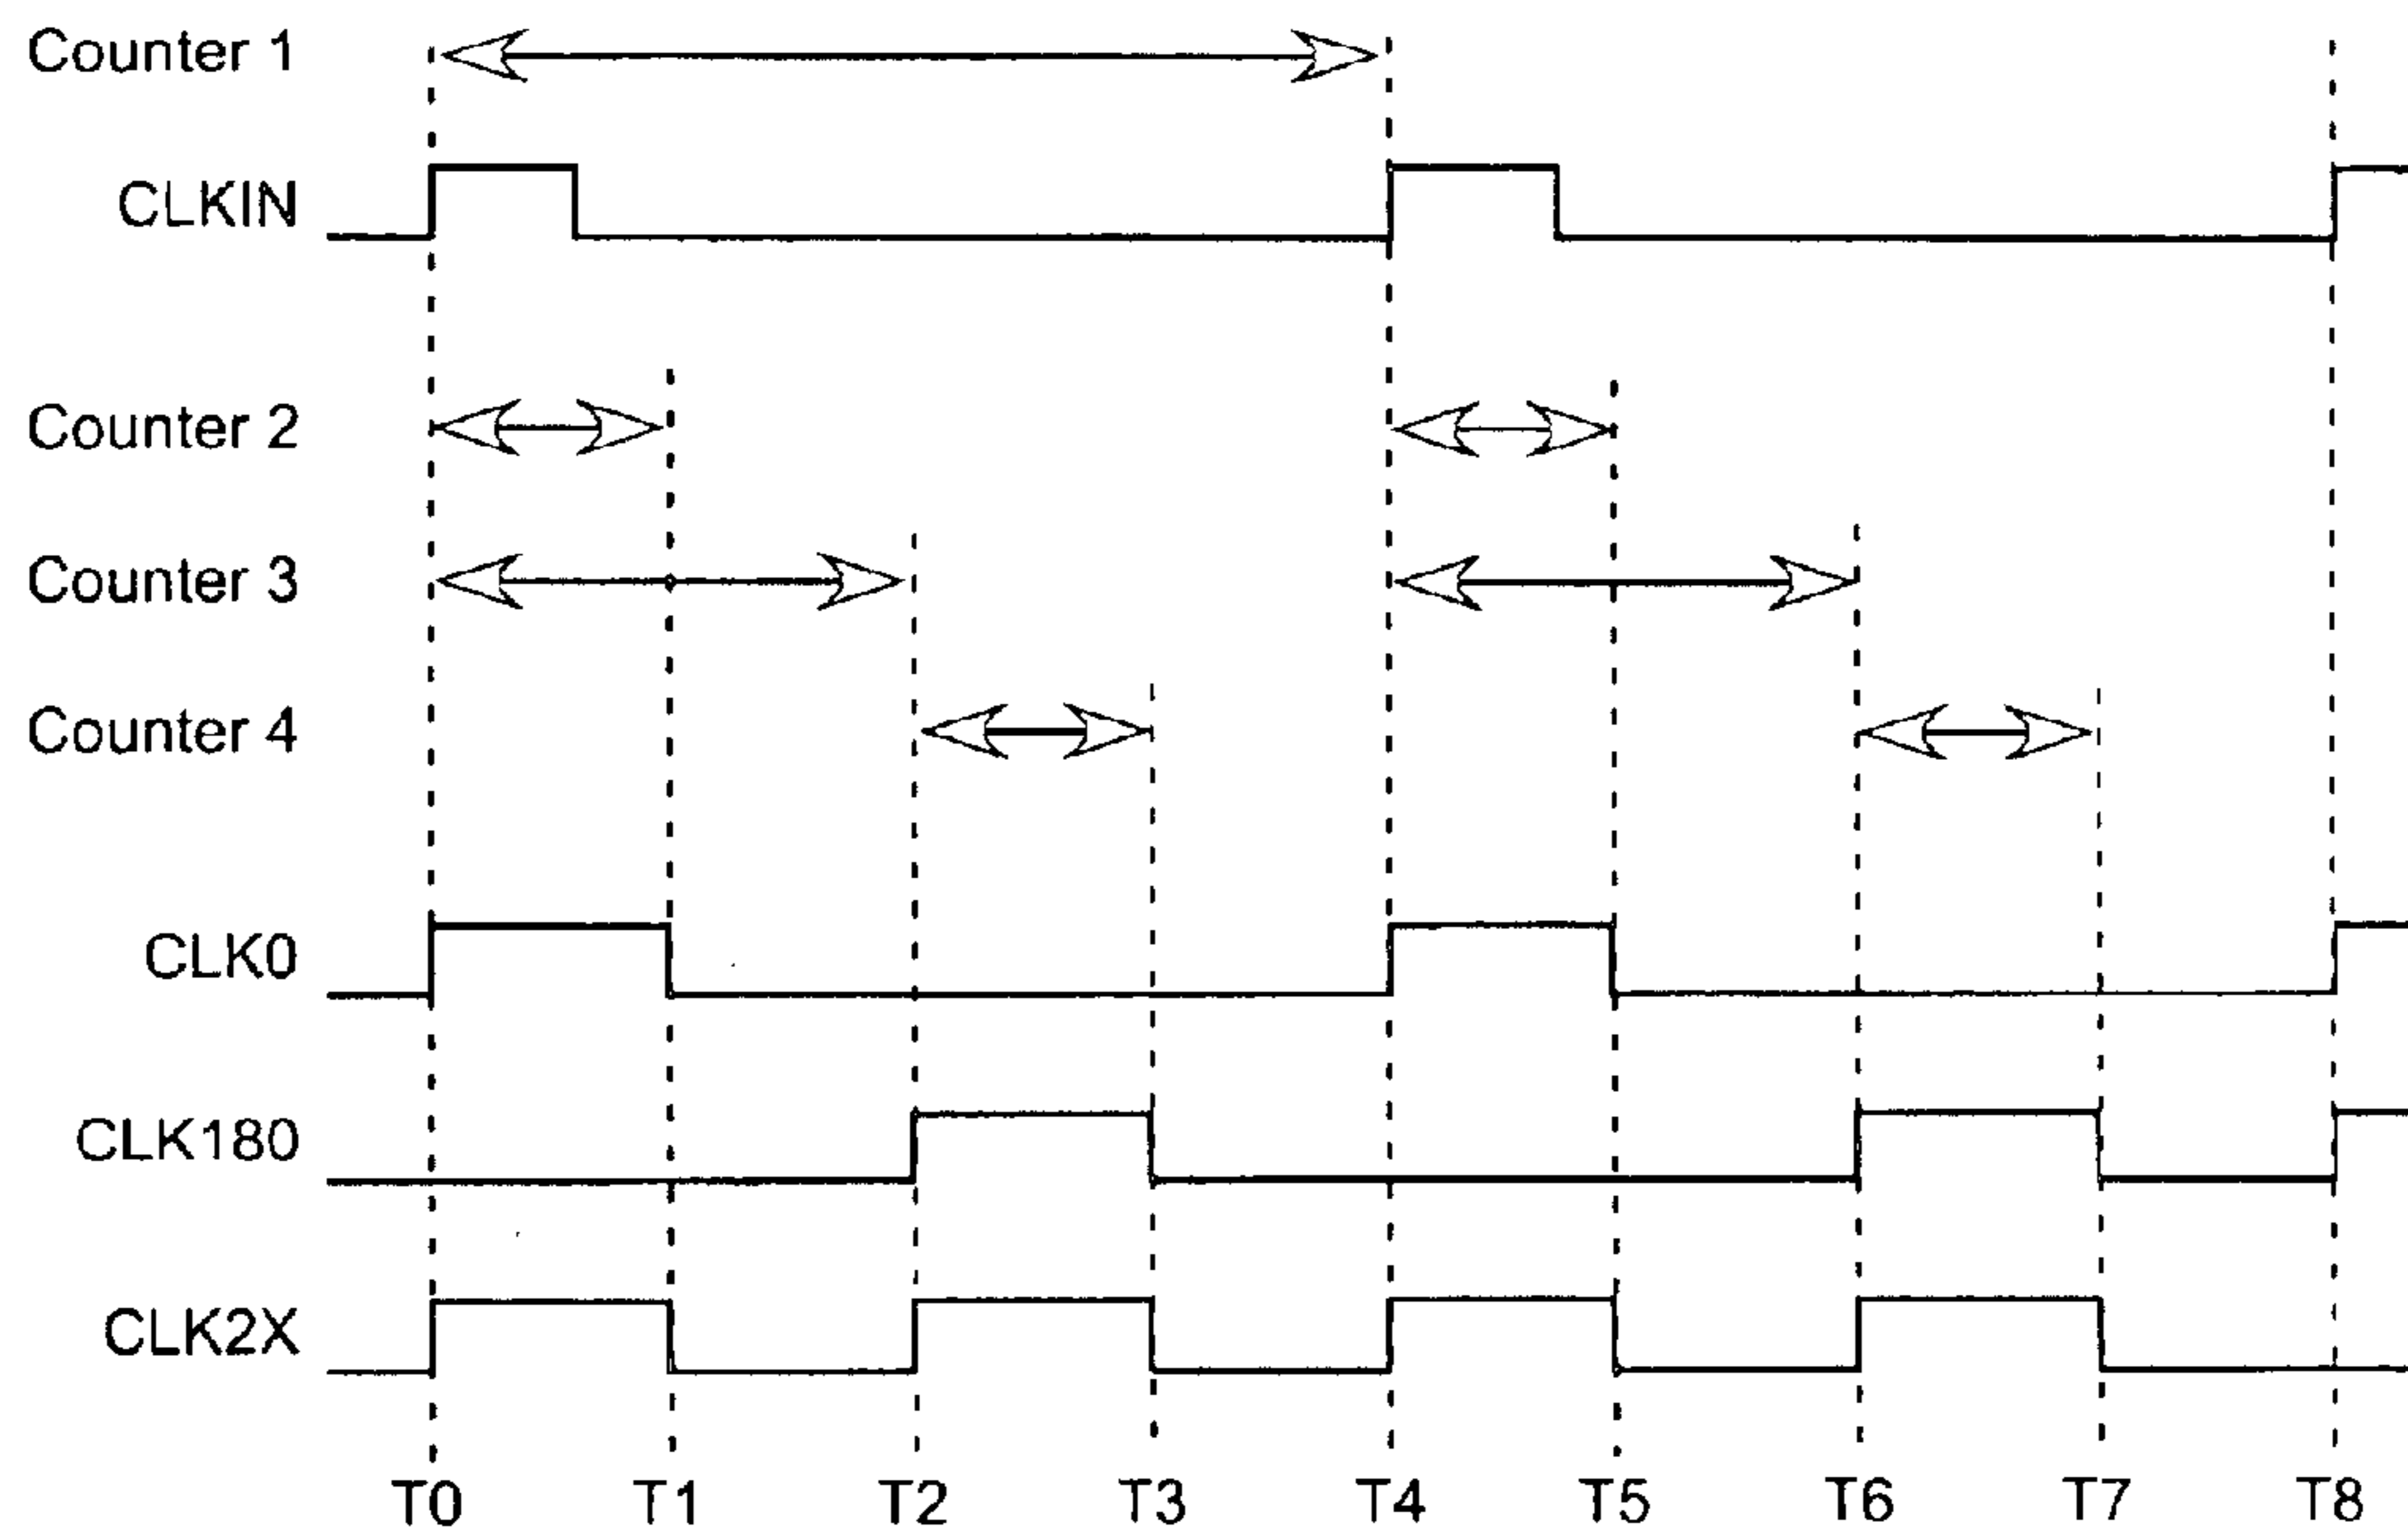 Counter 1
CLKIN
Counter 2
Counter 3
Counter 4
CLK0
CLK180
CLK2X
T0 T1 T2 T3 T4 T5 T6 T7 T8